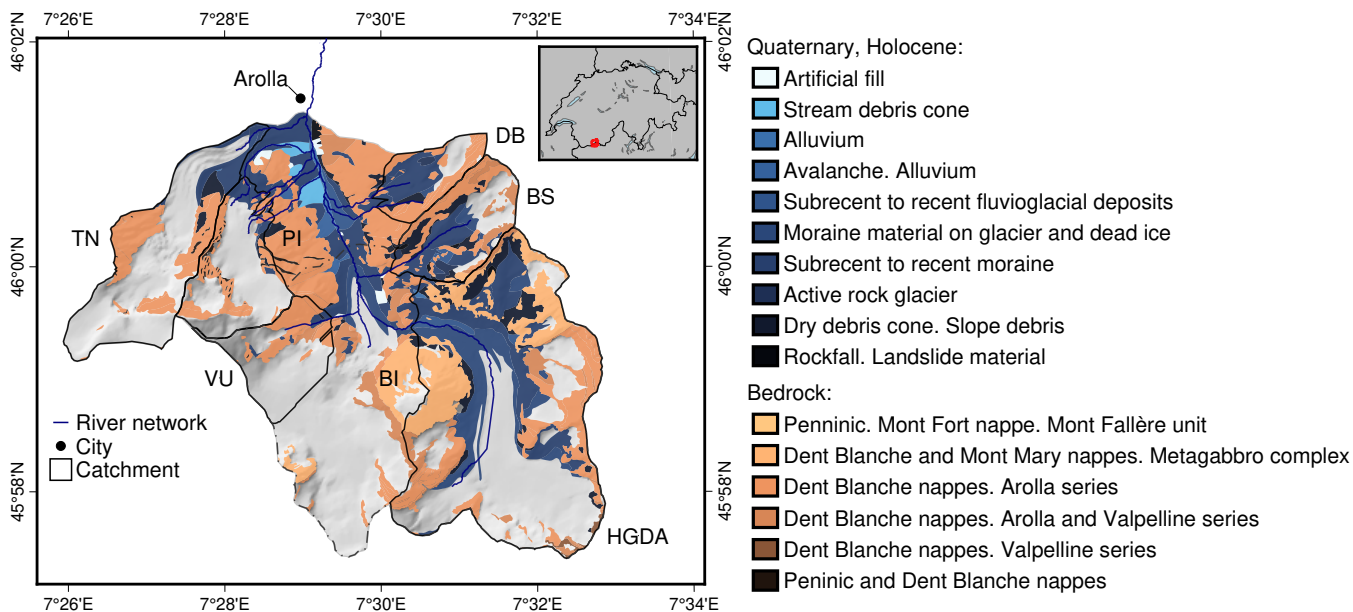 7°26'E
7°28'E
7°30'E
7°32'E
7°34'E
46°02'N
46°02'N
Arolla
DB
BS
TN
PI
46°00'N
46°00'N
VU
BI
River network
City
Catchment
45°58'N
45°58'N
HGDA
7°26'E
7°28'E
7°30'E
7°32'E
7°34'E
Quaternary, Holocene:
Artificial fill
Stream debris cone
Alluvium
Avalanche. Alluvium
Subrecent to recent fluvioglacial deposits
Moraine material on glacier and dead ice
Subrecent to recent moraine
Active rock glacier
Dry debris cone. Slope debris
Rockfall. Landslide material
Bedrock:
Penninic. Mont Fort nappe. Mont Fallère unit
Dent Blanche and Mont Mary nappes. Metagabbro complex
Dent Blanche nappes. Arolla series
Dent Blanche nappes. Arolla and Valpelline series
Dent Blanche nappes. Valpelline series
Peninic and Dent Blanche nappes